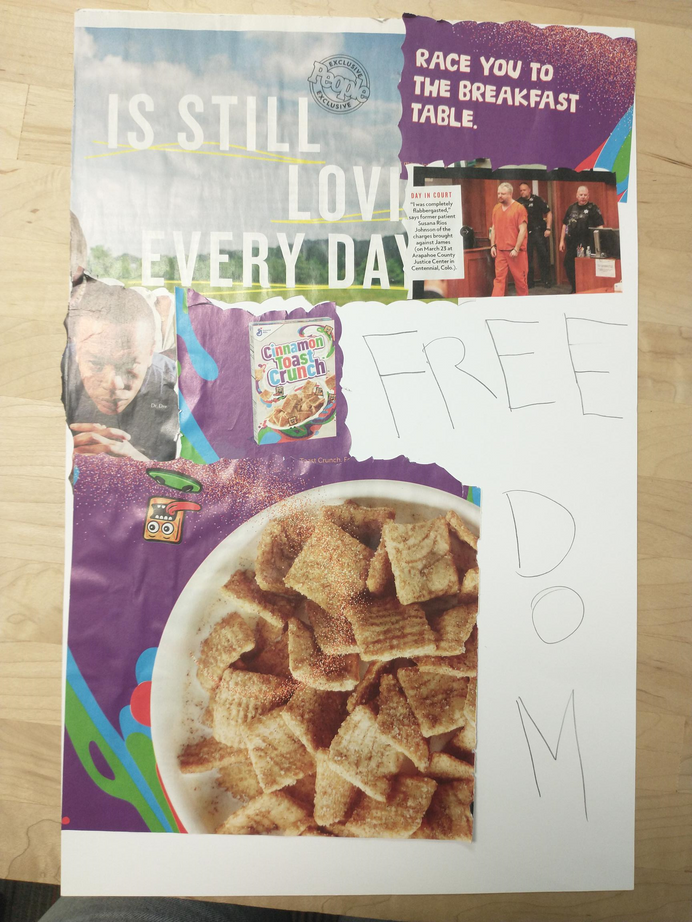 EXCLUSIVE
People
EXCLUSIVE
IS STILL
EVERY DAY
RACE YOU TO
THE BREAKFAST
TABLE.
DAY IN COURT
"I was completely
flabbergasted,"
says former patient
Susana Rios
Johnson of the
charges brought
against James
(on March 23 at
Arapahoe County
Justice Center in
Centennial, Colo.).
Cinnamon
Toast
Crunch
Toast Crunch
FREE
D
O
M